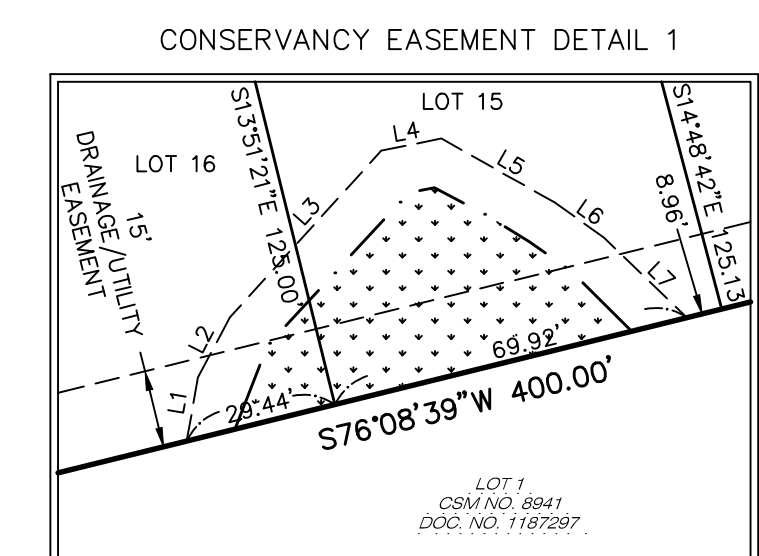 CONSERVANCY EASEMENT DETAIL 1
LOT 15
LOT 16
S13°51'21"E 125.00'
S14°48'42"E 125.13
15'
DRAINAGE/UTILITY
EASEMENT
L1
L2
L3
L4
L5
L6
L7
8.96'
29.44'
69.92'
S76°08'39"W 400.00'
LOT 1
CSM NO. 8941
DOC. NO. 1187297